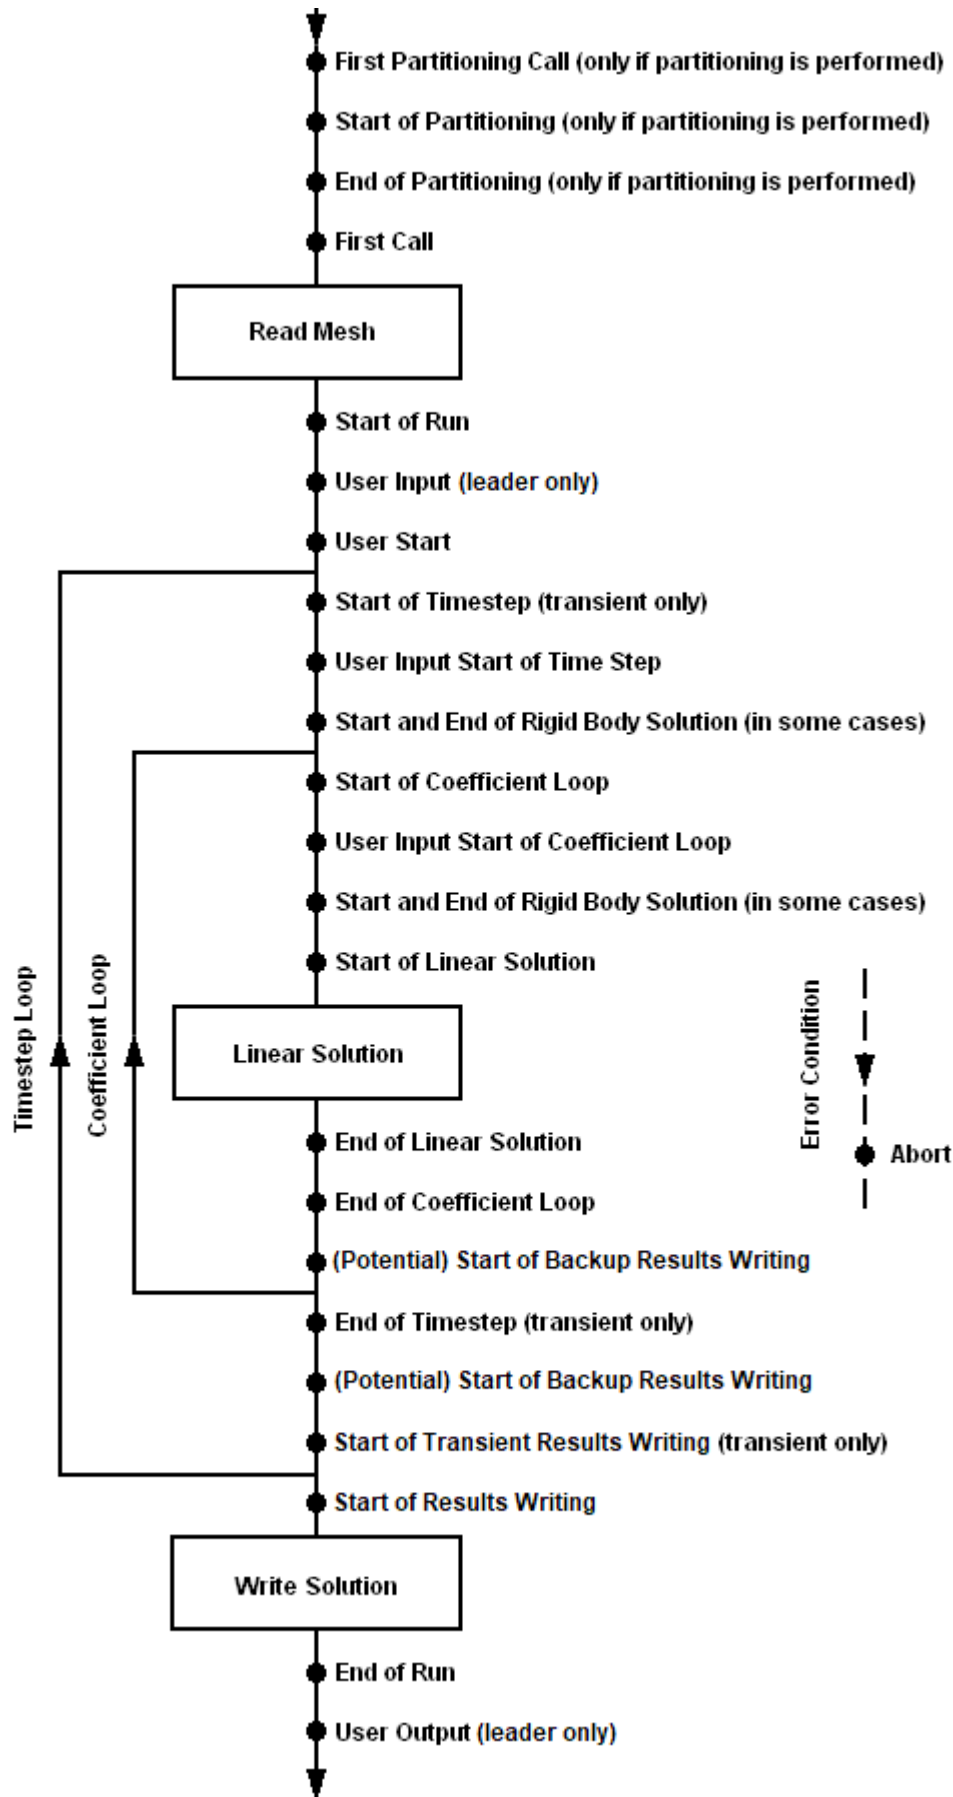 First Partitioning Call (only if partitioning is performed)
Start of Partitioning (only if partitioning is performed)
End of Partitioning (only if partitioning is performed)
First Call
Read Mesh
Start of Run
User Input (leader only)
User Start
Start of Timestep (transient only)
User Input Start of Time Step
Start and End of Rigid Body Solution (in some cases)
Start of Coefficient Loop
User Input Start of Coefficient Loop
Start and End of Rigid Body Solution (in some cases)
Start of Linear Solution
Timestep Loop
Coefficient Loop
Linear Solution
Error Condition
Abort
End of Linear Solution
End of Coefficient Loop
(Potential) Start of Backup Results Writing
End of Timestep (transient only)
(Potential) Start of Backup Results Writing
Start of Transient Results Writing (transient only)
Start of Results Writing
Write Solution
End of Run
User Output (leader only)